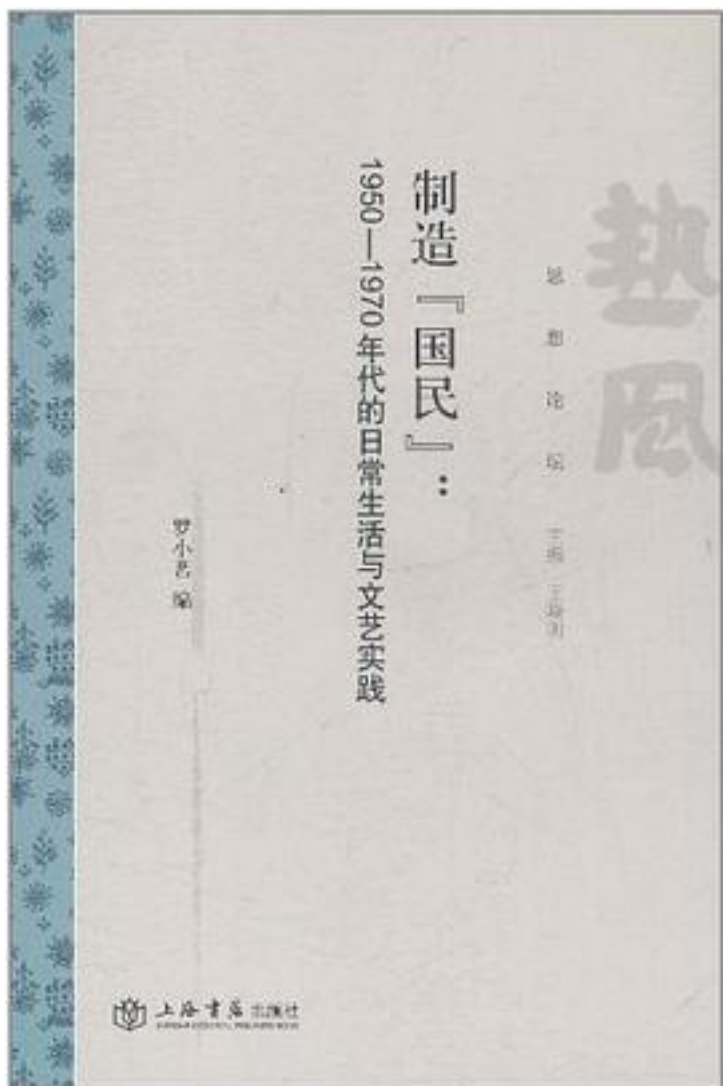 热风
思想论坛 主编 王晓明
制造『国民』:
1950—1970年代的日常生活与文艺实践
罗小茗 编
上海书店出版社